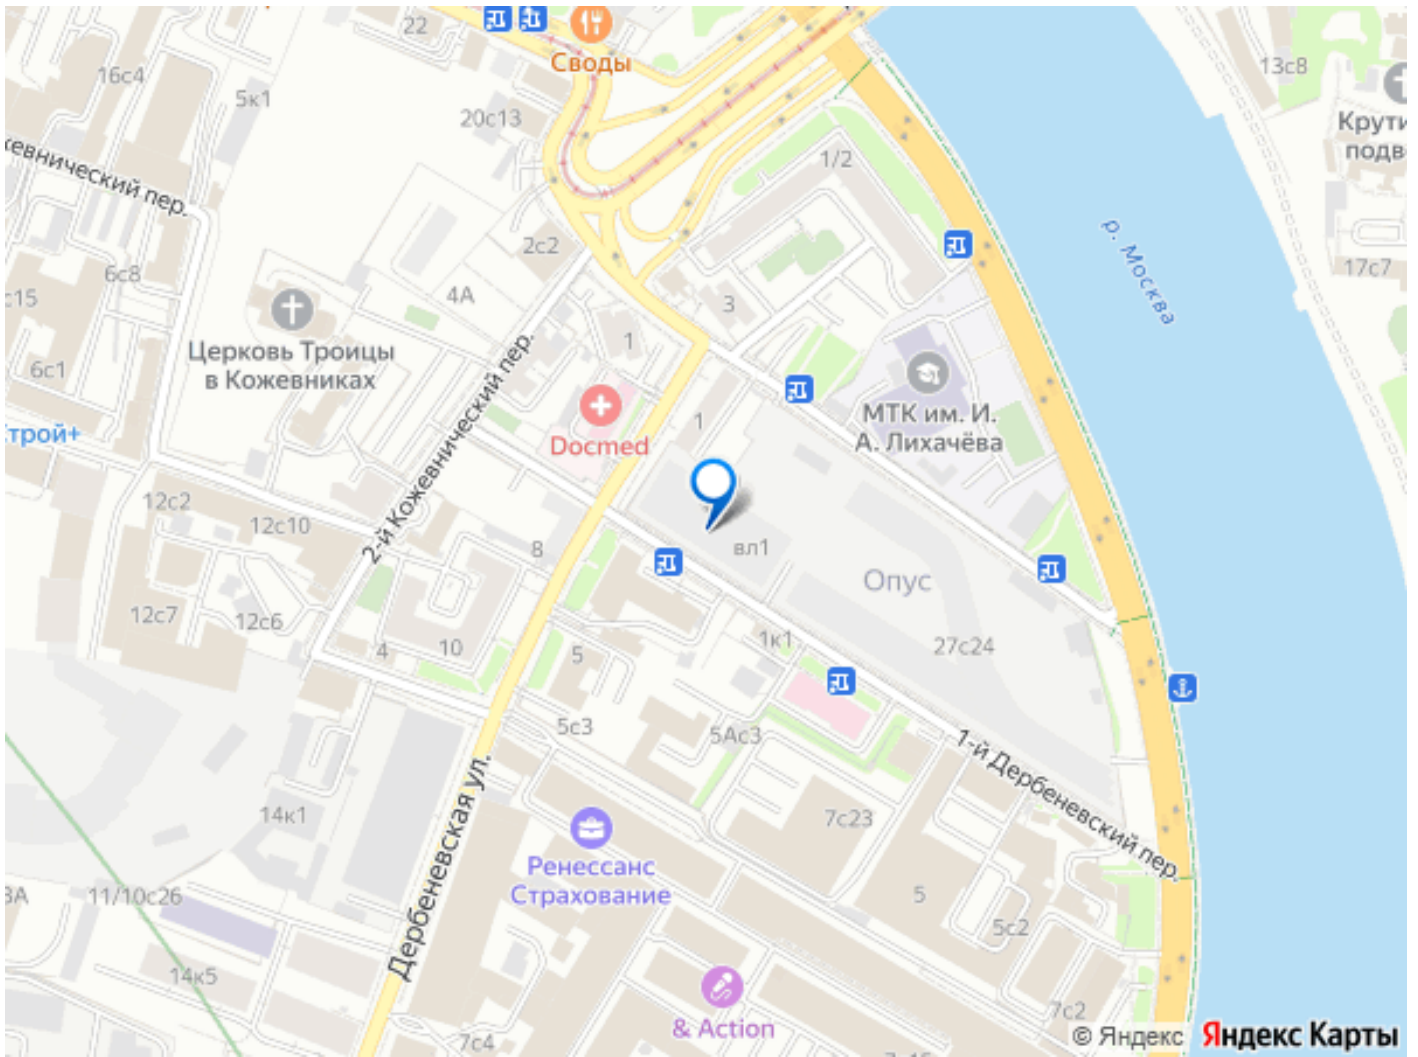 22
Своды
16с4
5к1
20с13
13с8
Крути
подв
1/2
Кожевнический пер.
2с2
р. Москва
6с8
17с7
с15
4А
3
Церковь Троицы
в Кожевниках
1
6с1
2-й Кожевнический пер.
МТК им. И.
А. Лихачёва
1
Docmed
трой+
12с2
12с10
8
вл1
Опус
12с7
12с6
4
10
5
1к1
27с24
5с3
5Ас3
1-й Дербеневский пер.
14к1
7с23
Дербеневская ул.
Ренессанс
Страхование
3А
11/10с26
5
5с2
14к5
& Action
7с2
7с4
© Яндекс
Яндекс Карты